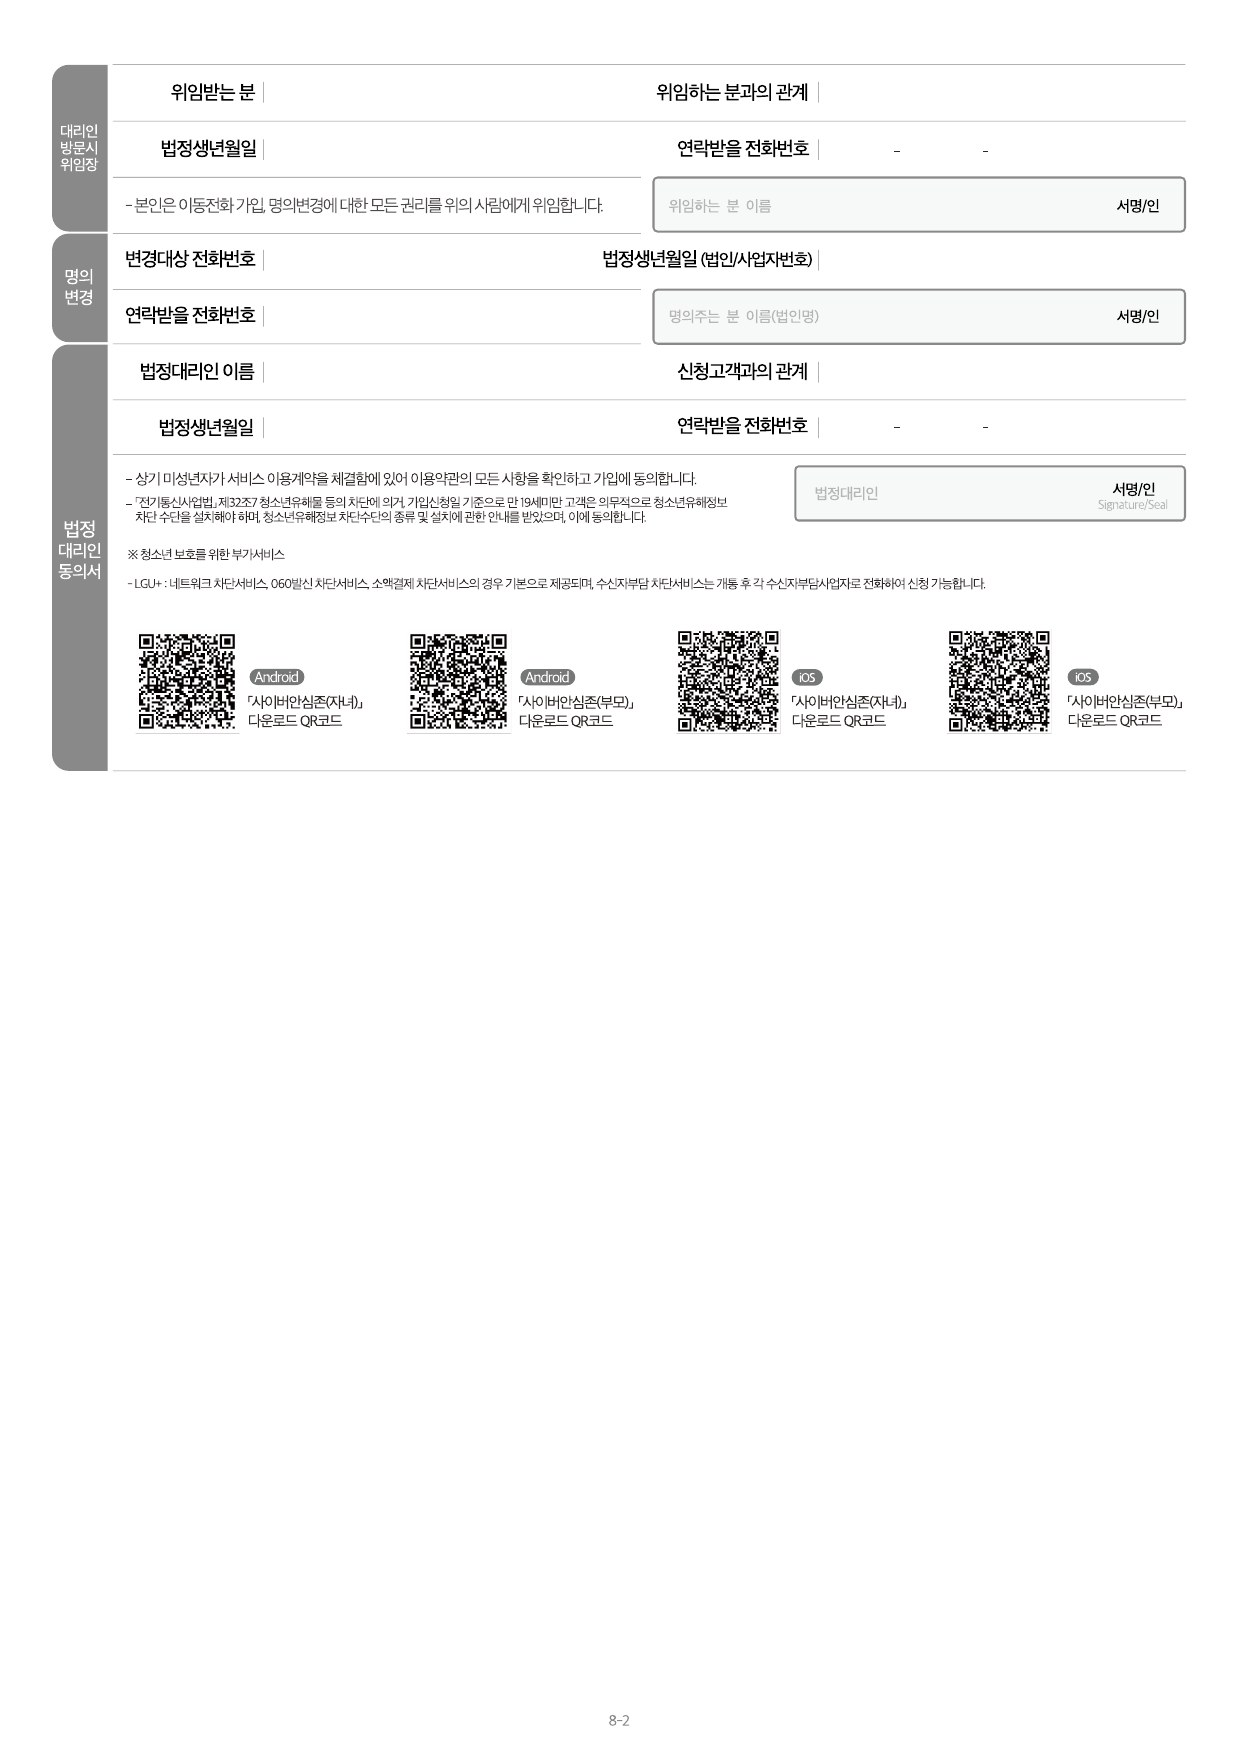 대리인
방문시
위임장
위임받는 분
위임하는 분과의 관계
법정생년월일
연락받을 전화번호 - -
- 본인은 이동전화 가입, 명의변경에 대한 모든 권리를 위의 사람에게 위임합니다.
위임하는 분 이름 서명/인
명의
변경
변경대상 전화번호
법정생년월일 (법인/사업자번호)
연락받을 전화번호
명의주는 분 이름(법인명) 서명/인
법정
대리인
동의서
법정대리인 이름
신청고객과의 관계
법정생년월일
연락받을 전화번호 - -
- 상기 미성년자가 서비스 이용계약을 체결함에 있어 이용약관의 모든 사항을 확인하고 가입에 동의합니다.
- 「전기통신사업법」 제32조7 청소년유해물 등의 차단에 의거, 가입신청일 기준으로 만 19세미만 고객은 의무적으로 청소년유해정보
차단 수단을 설치해야 하며, 청소년유해정보 차단수단의 종류 및 설치에 관한 안내를 받았으며, 이에 동의합니다.
법정대리인 서명/인
Signature/Seal
※ 청소년 보호를 위한 부가서비스
- LGU+ : 네트워크 차단서비스, 060발신 차단서비스, 소액결제 차단서비스의 경우 기본으로 제공되며, 수신자부담 차단서비스는 개통 후 각 수신자부담사업자로 전화하여 신청 가능합니다.
Android
「사이버안심존(자녀)」
다운로드 QR코드
Android
「사이버안심존(부모)」
다운로드 QR코드
iOS
「사이버안심존(자녀)」
다운로드 QR코드
iOS
「사이버안심존(부모)」
다운로드 QR코드
8-2